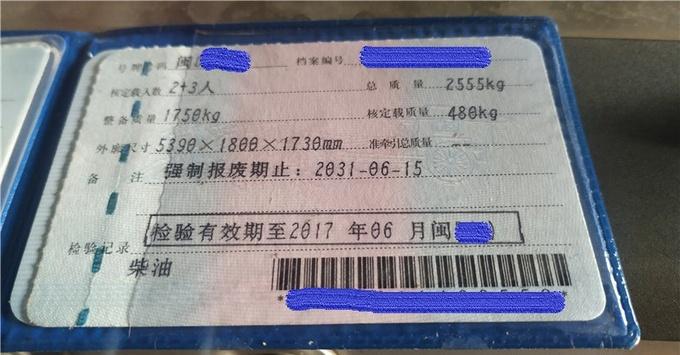 号牌号码 闽 档案编号
核定载人数 2+3人 总质量 2555kg
整备质量 1750kg 核定载质量 480kg
外廓尺寸 5390×1800×1730mm 准牵引总质量 --
备注 强制报废期止：2031-06-15
检验记录 检验有效期至2017 年06 月闽
柴油